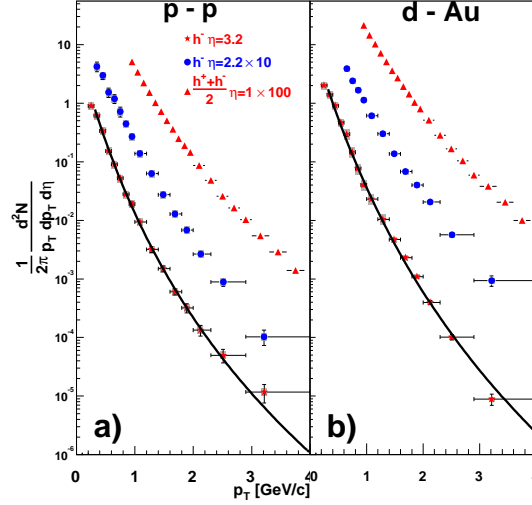 p - p
d - Au
h⁻ η=3.2
h⁻ η=2.2 × 10
h⁺ + h⁻
2
η=1 × 100
10
1
10⁻¹
10⁻²
10⁻³
10⁻⁴
10⁻⁵
10⁻⁶
1
2π
d²N
p_T dp_T dη
a)
b)
0 1 2 3 4
0 1 2 3
p_T [GeV/c]